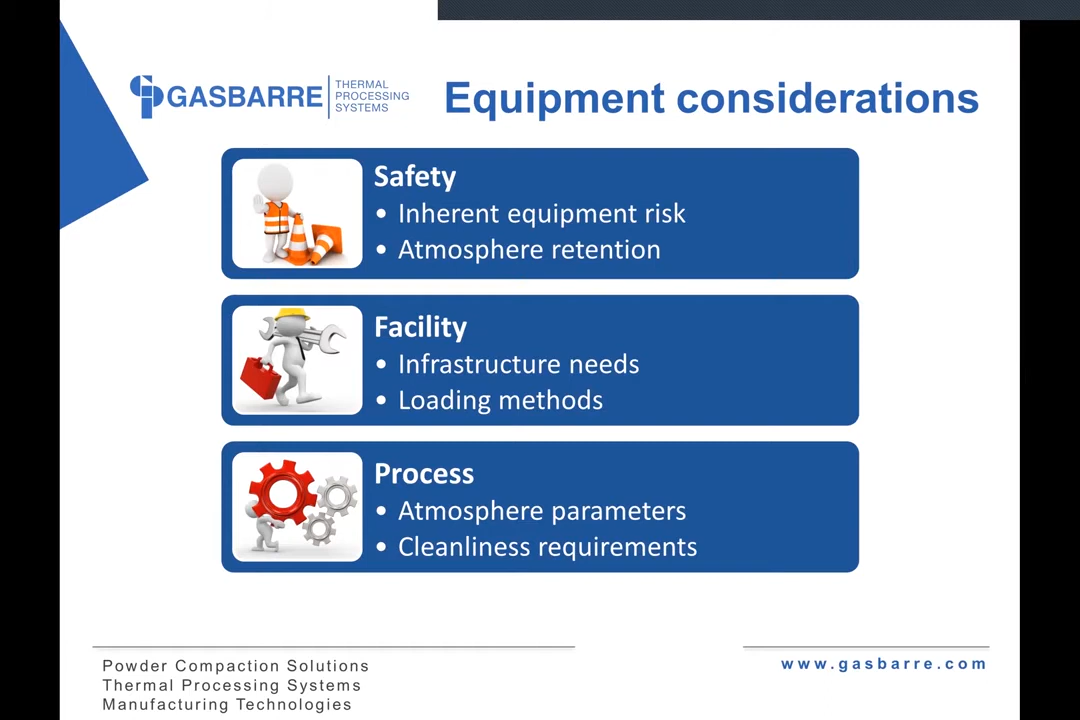 GASBARRE
THERMAL
PROCESSING
SYSTEMS
Equipment considerations
Safety
• Inherent equipment risk
• Atmosphere retention
Facility
• Infrastructure needs
• Loading methods
Process
• Atmosphere parameters
• Cleanliness requirements
Powder Compaction Solutions
Thermal Processing Systems
Manufacturing Technologies
www.gasbarre.com